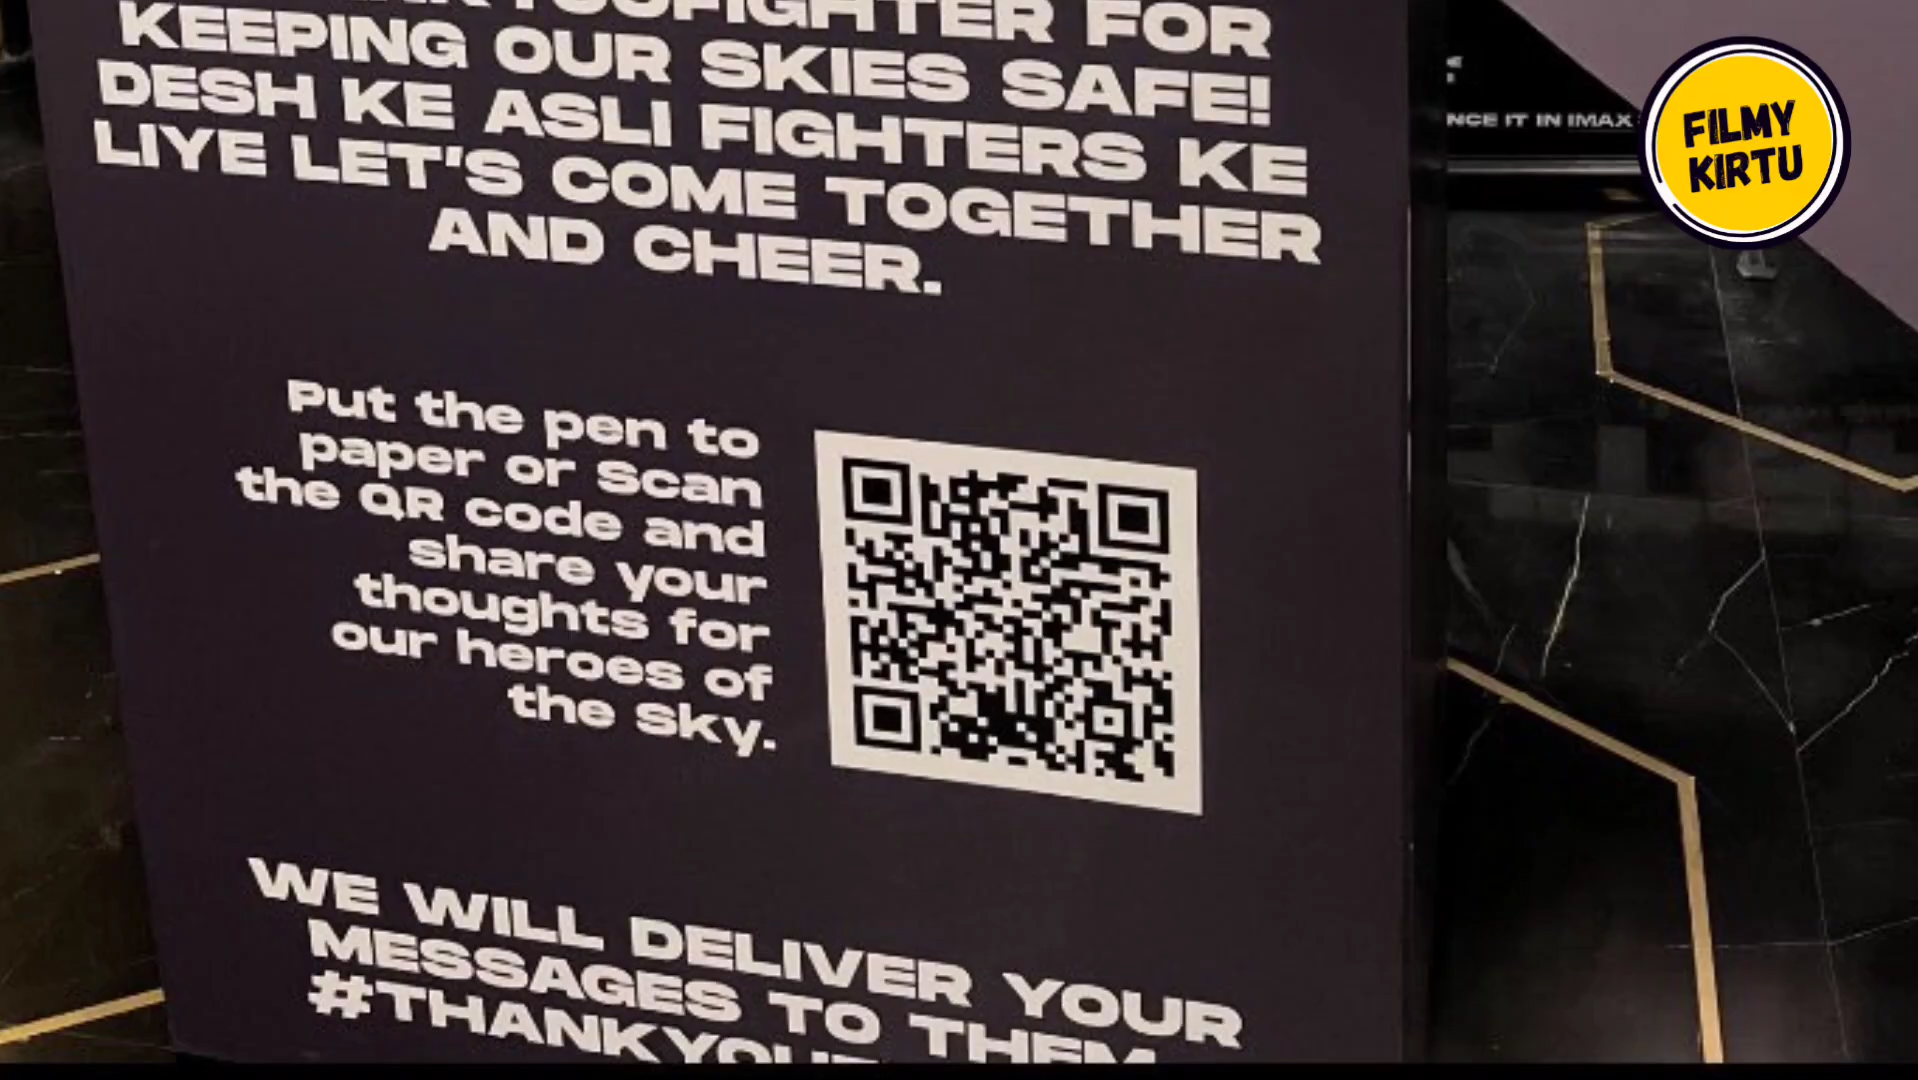 FIGHTER FOR
KEEPING OUR SKIES SAFE!
DESH KE ASLI FIGHTERS KE
LIYE LET'S COME TOGETHER
AND CHEER.
Put the pen to
paper or Scan
the QR code and
share your
thoughts for
our heroes of
the Sky.
WE WILL DELIVER YOUR
MESSAGES TO THEM
IT IN IMAX
FILMY
KIRTU